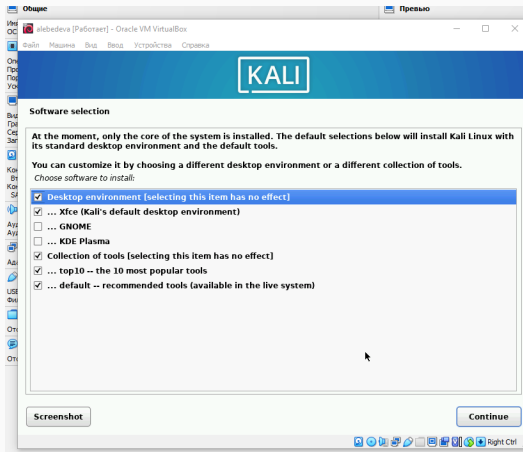 Общие
Превью
alebedeva [Работает] - Oracle VM VirtualBox
Файл Машина Вид Ввод Устройства Справка
KALI
Software selection
At the moment, only the core of the system is installed. The default selections below will install Kali Linux with
its standard desktop environment and the default tools.
You can customize it by choosing a different desktop environment or a different collection of tools.
Choose software to install:
Desktop environment [selecting this item has no effect]
... Xfce (Kali's default desktop environment)
... GNOME
... KDE Plasma
Collection of tools [selecting this item has no effect]
... top10 -- the 10 most popular tools
... default -- recommended tools (available in the live system)
Screenshot
Continue
Right Ctrl